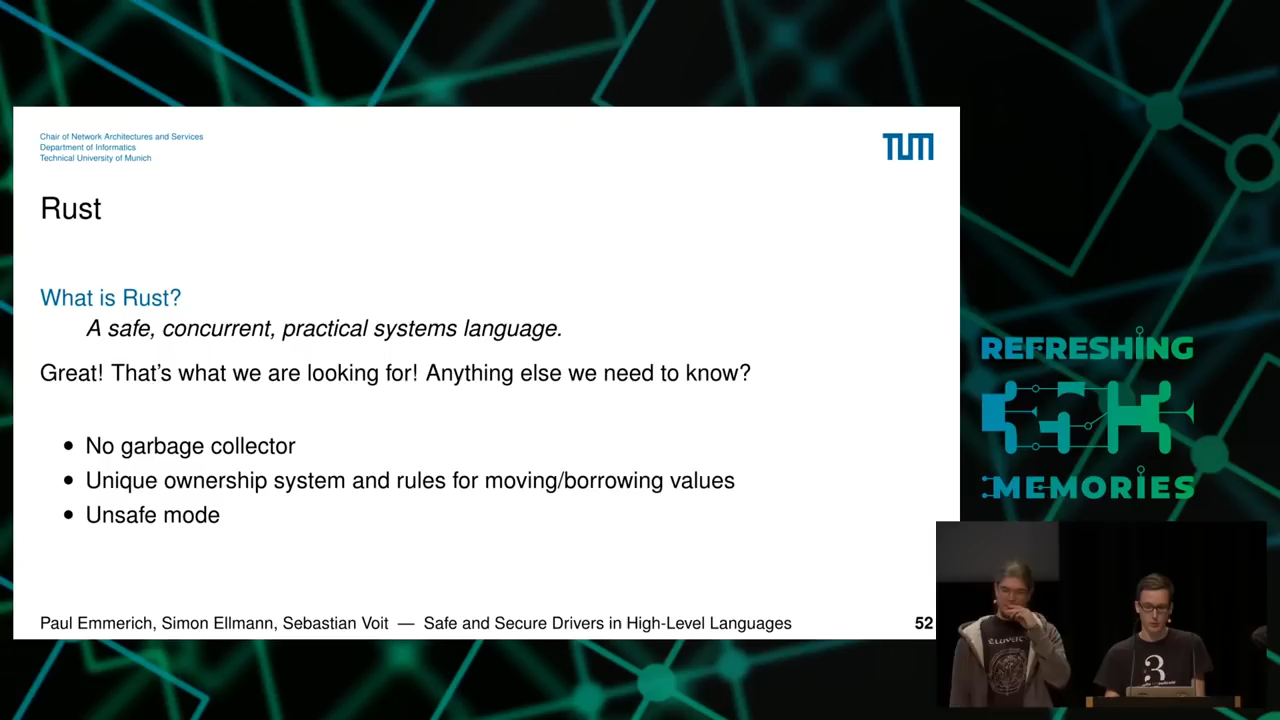 Chair of Network Architectures and Services
Department of Informatics
Technical University of Munich
TUM
Rust
What is Rust?
A safe, concurrent, practical systems language.
Great! That's what we are looking for! Anything else we need to know?
• No garbage collector
• Unique ownership system and rules for moving/borrowing values
• Unsafe mode
Paul Emmerich, Simon Ellmann, Sebastian Voit — Safe and Secure Drivers in High-Level Languages
52
REFRESHING
MEMORIES
3